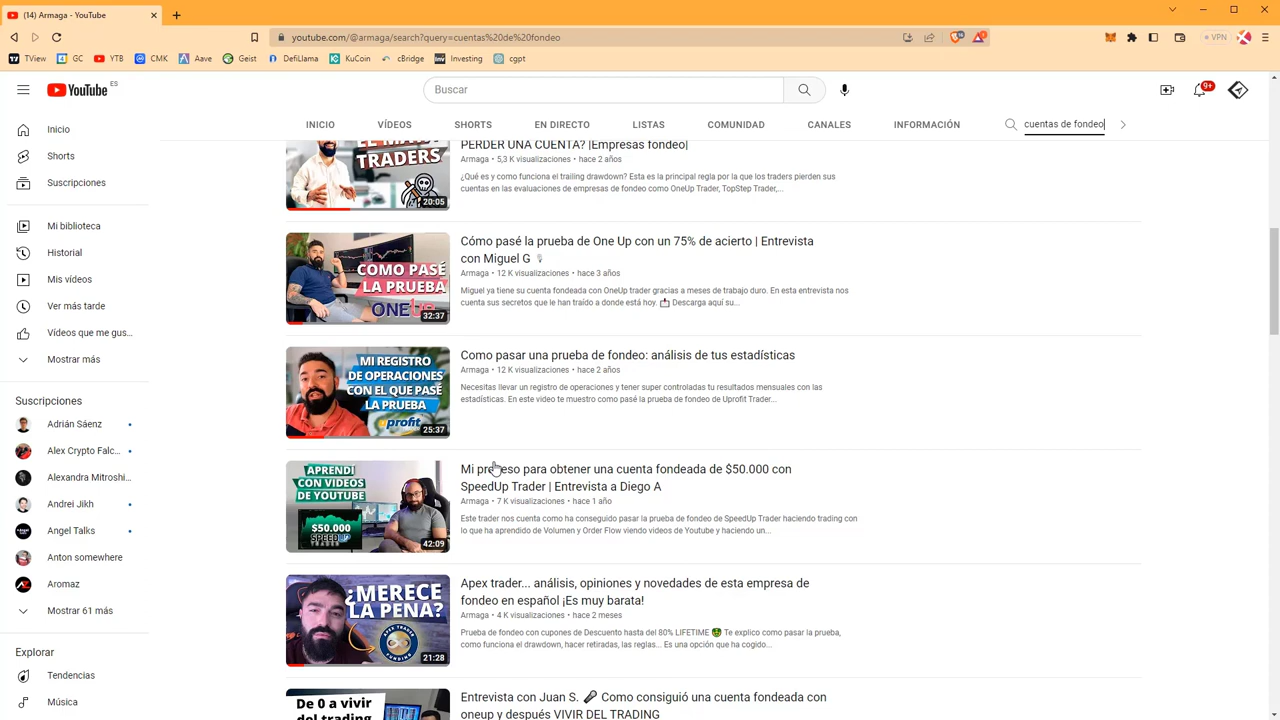 (14) Armaga - YouTube
youtube.com/@armaga/search?query=cuentas%20de%20fondeo
VPN
TView
GC
YTB
CMK
Aave
Geist
DefiLlama
KuCoin
cBridge
Investing
cgpt
YouTube ES
Buscar
9+
INICIO
VÍDEOS
SHORTS
EN DIRECTO
LISTAS
COMUNIDAD
CANALES
INFORMACIÓN
cuentas de fondeo
Inicio
Shorts
Suscripciones
Mi biblioteca
Historial
Mis vídeos
Ver más tarde
Vídeos que me gus...
Mostrar más
Suscripciones
Adrián Sáenz
Alex Crypto Falc...
Alexandra Mitroshi...
Andrei Jikh
Angel Talks
Anton somewhere
Aromaz
Mostrar 61 más
Explorar
Tendencias
Música
TRADERS
20:05
PERDER UNA CUENTA? |Empresas fondeo|
Armaga • 5,3 K visualizaciones • hace 2 años
¿Qué es y como funciona el trailing drawdown? Esta es la principal regla por la que los traders pierden sus
cuentas en las evaluaciones de empresas de fondeo como OneUp Trader, TopStep Trader,...
COMO PASÉ
LA PRUEBA
ONEUP
32:37
Cómo pasé la prueba de One Up con un 75% de acierto | Entrevista
con Miguel G
Armaga • 12 K visualizaciones • hace 3 años
Miguel ya tiene su cuenta fondeada con OneUp trader gracias a meses de trabajo duro. En esta entrevista nos
cuenta sus secretos que le han traído a donde está hoy. Descarga aquí su...
MI REGISTRO
DE OPERACIONES
CON EL QUE PASÉ
LA PRUEBA
uprofit
25:37
Como pasar una prueba de fondeo: análisis de tus estadísticas
Armaga • 12 K visualizaciones • hace 2 años
Necesitas llevar un registro de operaciones y tener super controladas tu resultados mensuales con las
estadísticas. En este video te muestro como pasé la prueba de fondeo de Uprofit Trader...
APRENDI
CON VIDEOS
DE YOUTUBE
$50.000
SPEEDUP
TRADER
42:09
Mi proceso para obtener una cuenta fondeada de $50.000 con
SpeedUp Trader | Entrevista a Diego A
Armaga • 7 K visualizaciones • hace 1 año
Este trader nos cuenta como ha conseguido pasar la prueba de fondeo de SpeedUp Trader haciendo trading con
lo que ha aprendido de Volumen y Order Flow viendo videos de Youtube y haciendo un...
¿MERECE
LA PENA?
APEX TRADER
FUNDING
21:28
Apex trader... análisis, opiniones y novedades de esta empresa de
fondeo en español ¡Es muy barata!
Armaga • 4 K visualizaciones • hace 2 meses
Prueba de fondeo con cupones de Descuento hasta del 80% LIFETIME Te explico como pasar la prueba,
como funciona el drawdown, hacer retiradas, las reglas... Es una opción que ha cogido...
De 0 a vivir
del trading
Entrevista con Juan S. Como consiguió una cuenta fondeada con
oneup y después VIVIR DEL TRADING